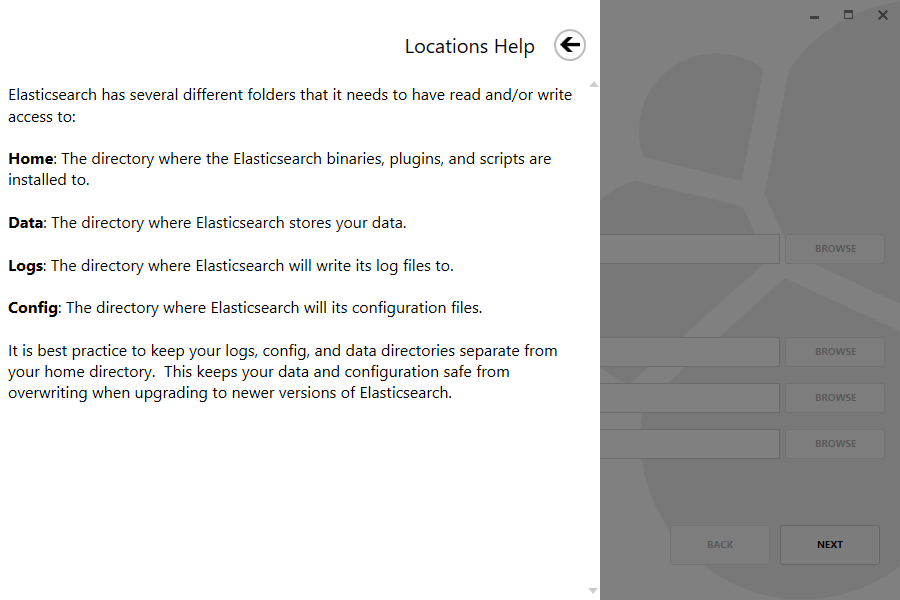 Locations Help
Elasticsearch has several different folders that it needs to have read and/or write
access to:
Home: The directory where the Elasticsearch binaries, plugins, and scripts are
installed to.
Data: The directory where Elasticsearch stores your data.
Logs: The directory where Elasticsearch will write its log files to.
Config: The directory where Elasticsearch will its configuration files.
It is best practice to keep your logs, config, and data directories separate from
your home directory.  This keeps your data and configuration safe from
overwriting when upgrading to newer versions of Elasticsearch.
BROWSE
BROWSE
BROWSE
BROWSE
BACK
NEXT